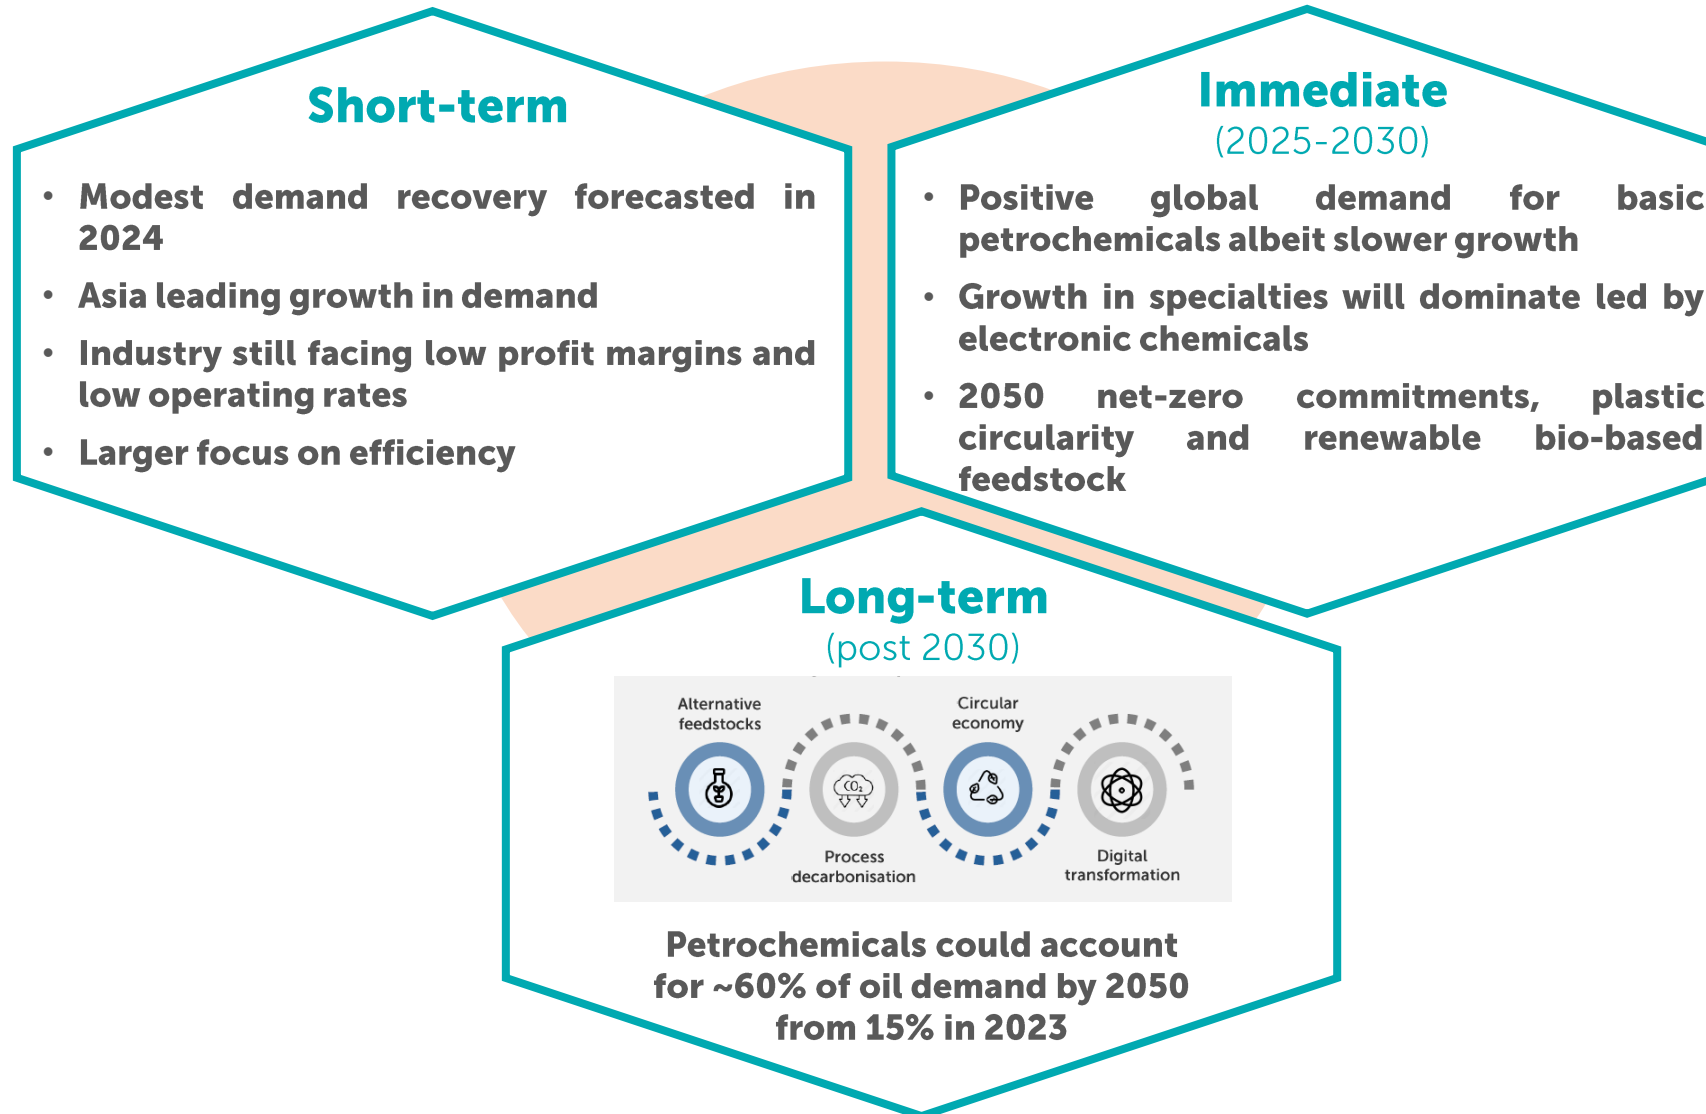 Short-term
• Modest demand recovery forecasted in
2024
• Asia leading growth in demand
• Industry still facing low profit margins and
low operating rates
• Larger focus on efficiency
Immediate
(2025-2030)
• Positive global demand for basic
petrochemicals albeit slower growth
• Growth in specialties will dominate led by
electronic chemicals
• 2050 net-zero commitments, plastic
circularity and renewable bio-based
feedstock
Long-term
(post 2030)
Alternative
feedstocks
CO₂
Process
decarbonisation
Circular
economy
Digital
transformation
Petrochemicals could account
for ~60% of oil demand by 2050
from 15% in 2023